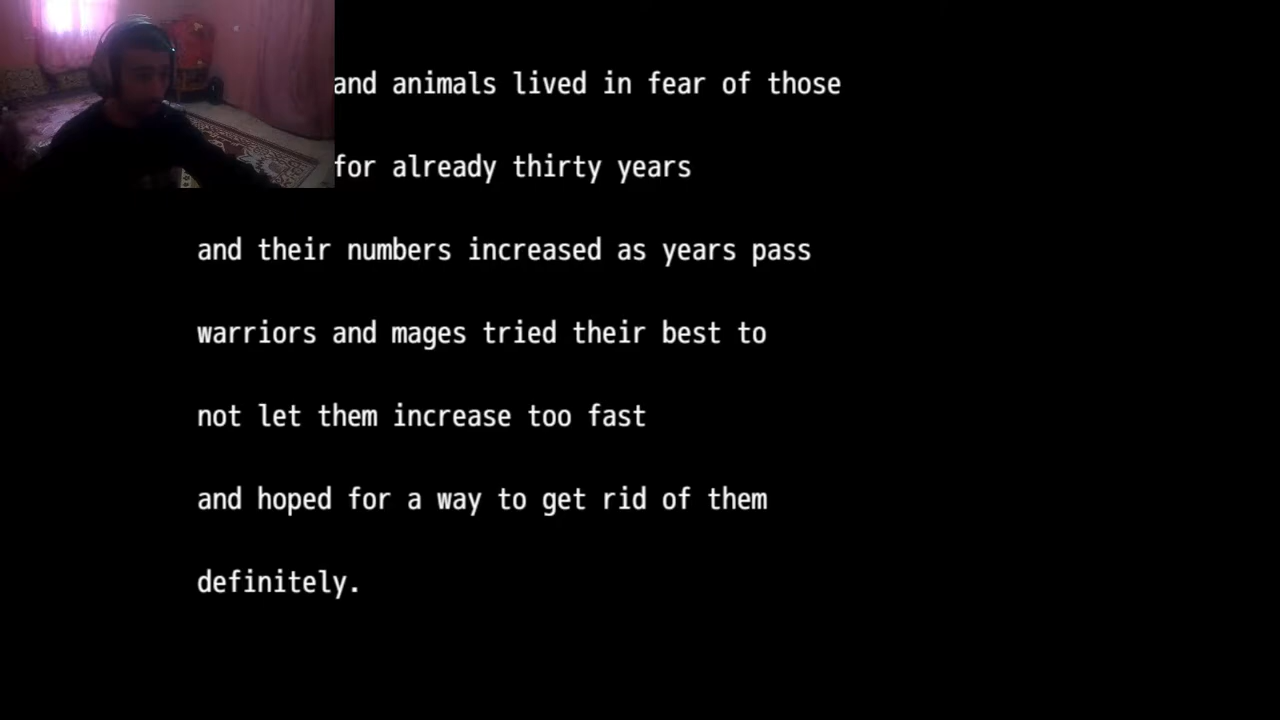 and animals lived in fear of those
for already thirty years
and their numbers increased as years pass
warriors and mages tried their best to
not let them increase too fast
and hoped for a way to get rid of them
definitely.